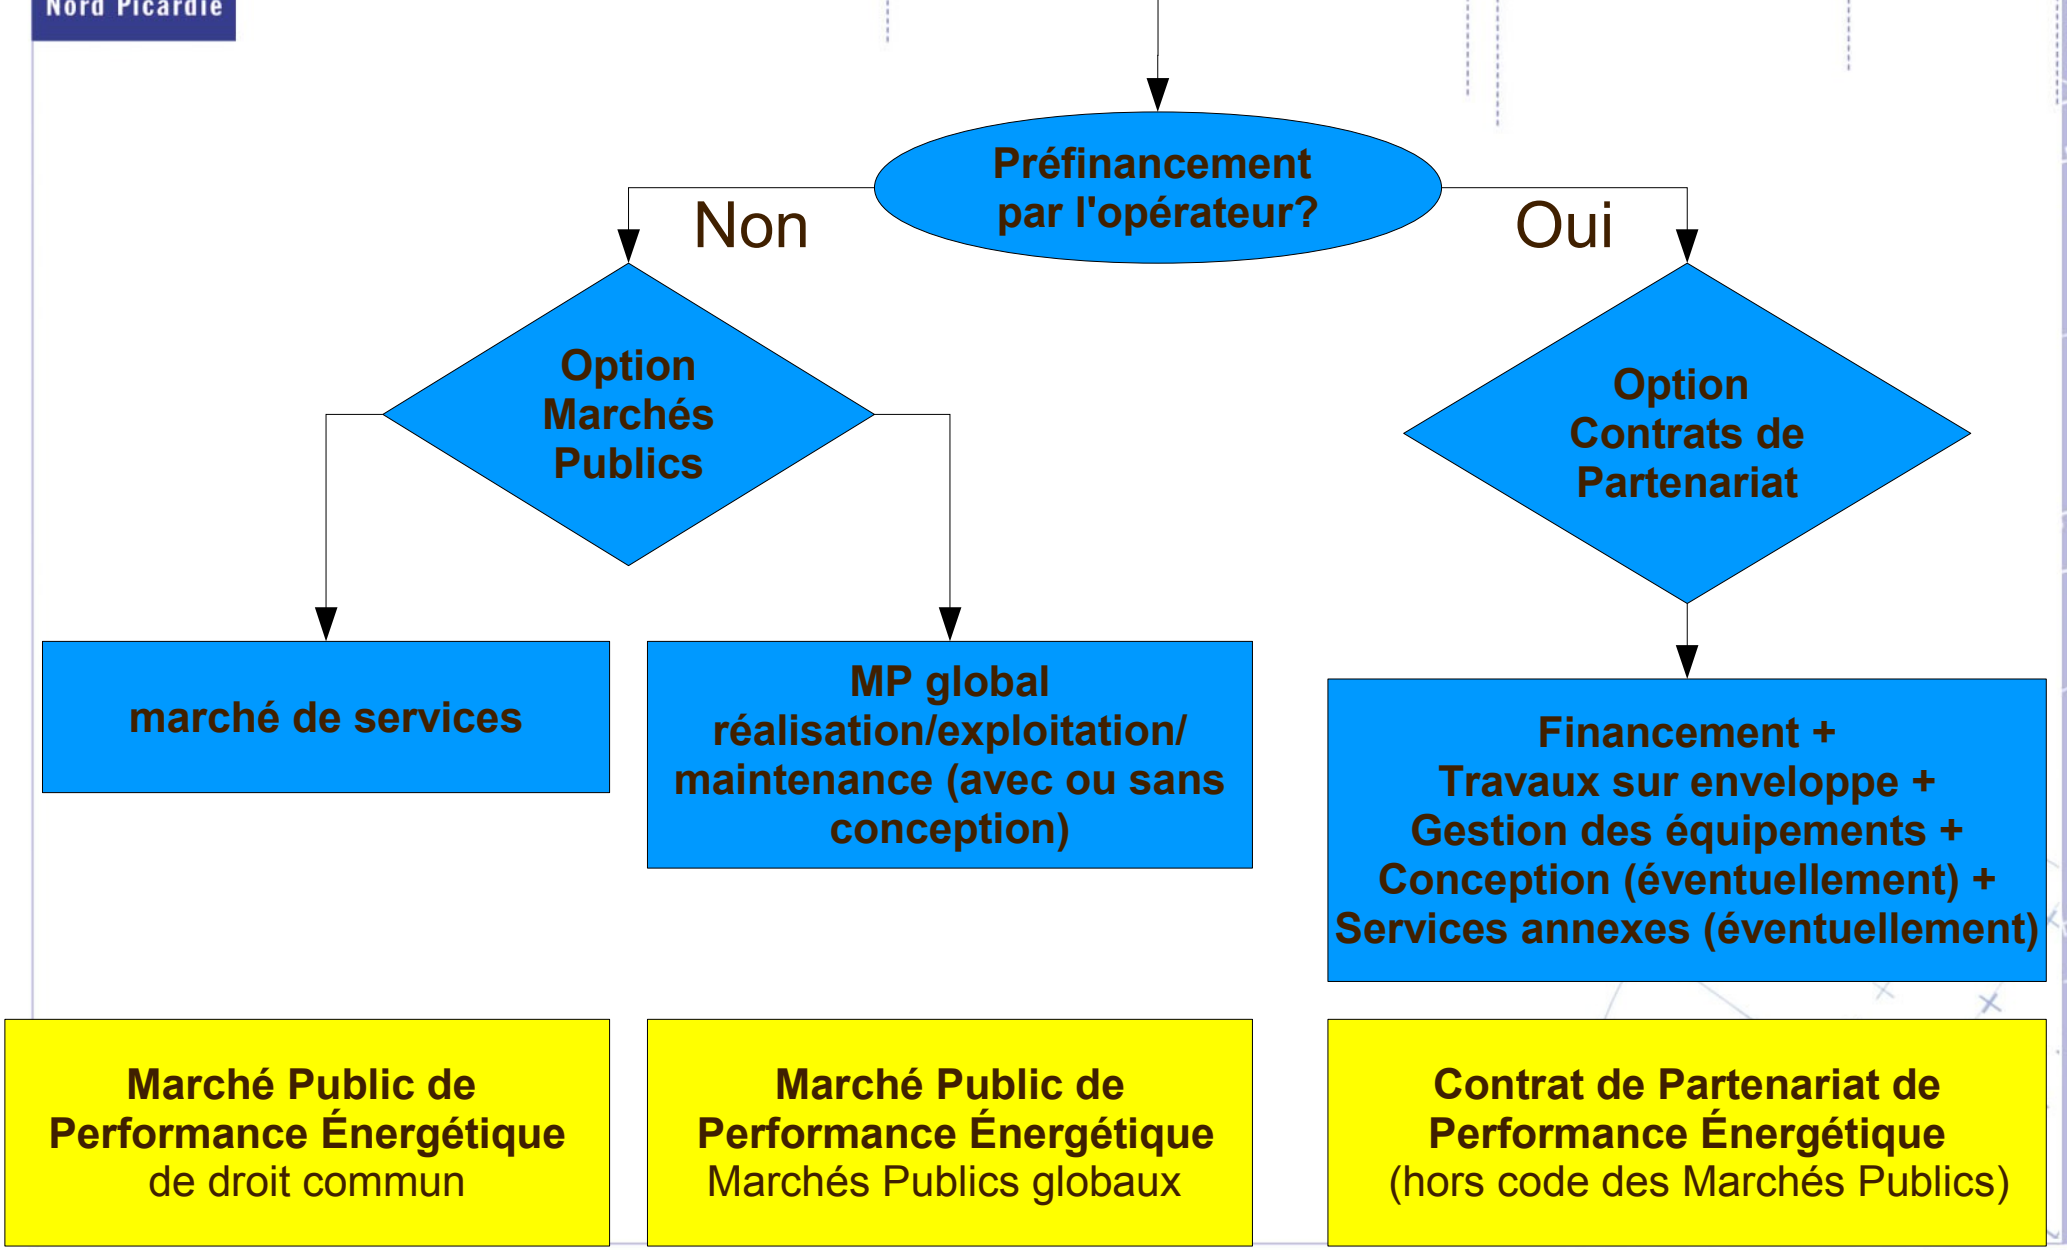 Nord Picardie
Préfinancement
par l'opérateur?
Non
Oui
Option
Marchés
Publics
Option
Contrats de
Partenariat
marché de services
MP global
réalisation/exploitation/
maintenance (avec ou sans
conception)
Financement +
Travaux sur enveloppe +
Gestion des équipements +
Conception (éventuellement) +
Services annexes (éventuellement)
Marché Public de
Performance Énergétique
de droit commun
Marché Public de
Performance Énergétique
Marchés Publics globaux
Contrat de Partenariat de
Performance Énergétique
(hors code des Marchés Publics)